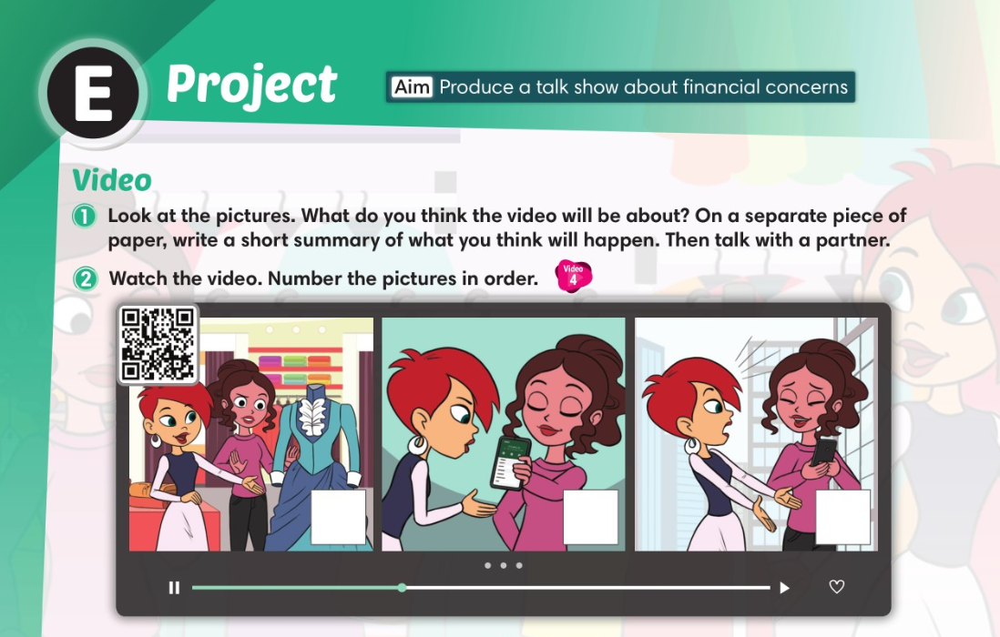 E
Project
Aim Produce a talk show about financial concerns
Video
1 Look at the pictures. What do you think the video will be about? On a separate piece of
paper, write a short summary of what you think will happen. Then talk with a partner.
2 Watch the video. Number the pictures in order.
Video
4